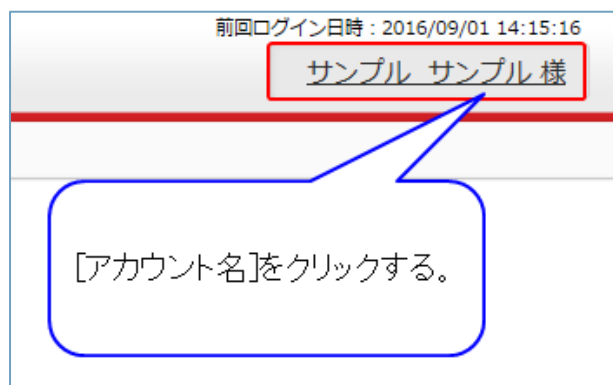 前回ログイン日時：2016/09/01 14:15:16
サンプル サンプル 様
[アカウント名]をクリックする。